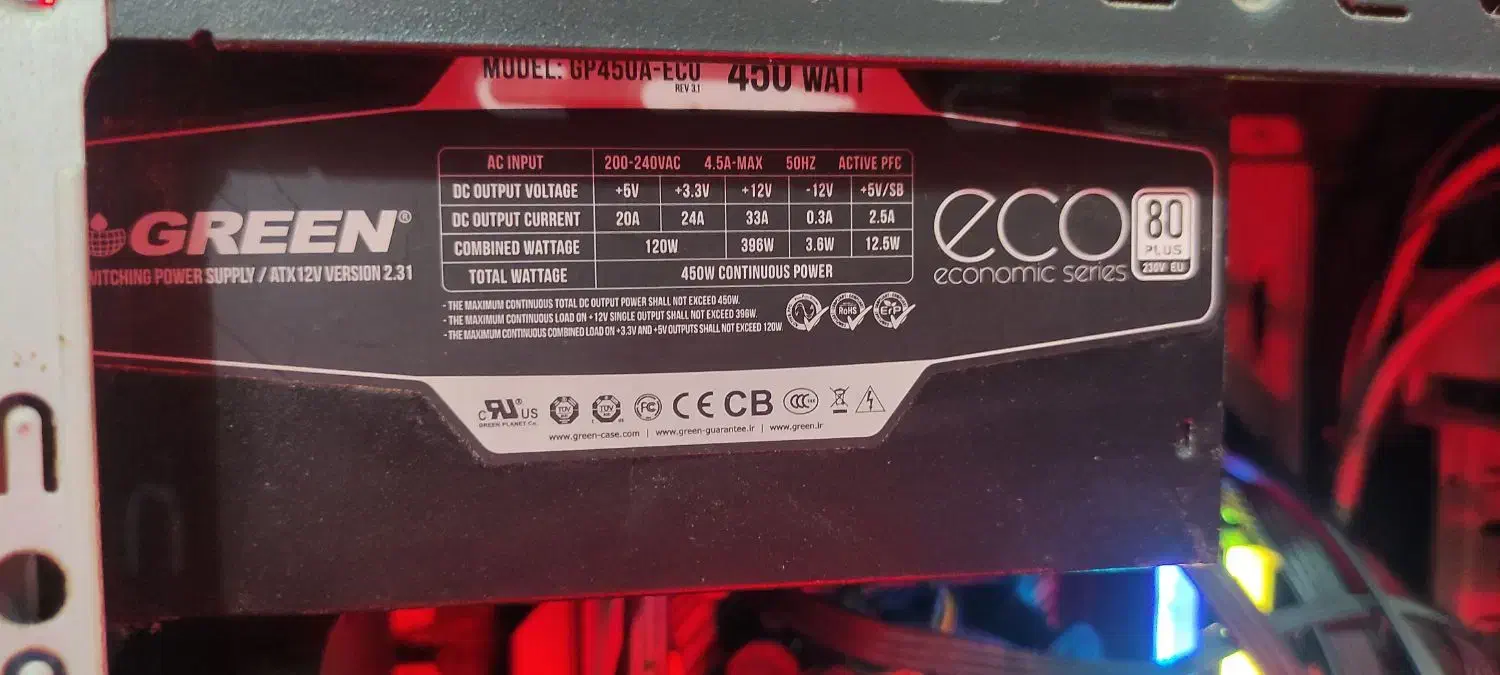 MODEL: GP450A-ECO 450 WATT
REV 3.1
AC INPUT 200-240VAC 4.5A-MAX 50HZ ACTIVE PFC
DC OUTPUT VOLTAGE +5V +3.3V +12V -12V +5V/SB
DC OUTPUT CURRENT 20A 24A 33A 0.3A 2.5A
COMBINED WATTAGE 120W 396W 3.6W 12.5W
TOTAL WATTAGE 450W CONTINUOUS POWER
GREEN®
WITCHING POWER SUPPLY / ATX12V VERSION 2.31
eco
economic series
80
PLUS
230V EU
- THE MAXIMUM CONTINUOUS TOTAL DC OUTPUT POWER SHALL NOT EXCEED 450W.
- THE MAXIMUM CONTINUOUS LOAD ON +12V SINGLE OUTPUT SHALL NOT EXCEED 396W.
- THE MAXIMUM CONTINUOUS COMBINED LOAD ON +3.3V AND +5V OUTPUTS SHALL NOT EXCEED 120W.
RoHS ErP
c RU® US TUV TUV FC CE CB CCC
GREEN PLANET Co.
www.green-case.com | www.green-guarantee.ir | www.green.ir